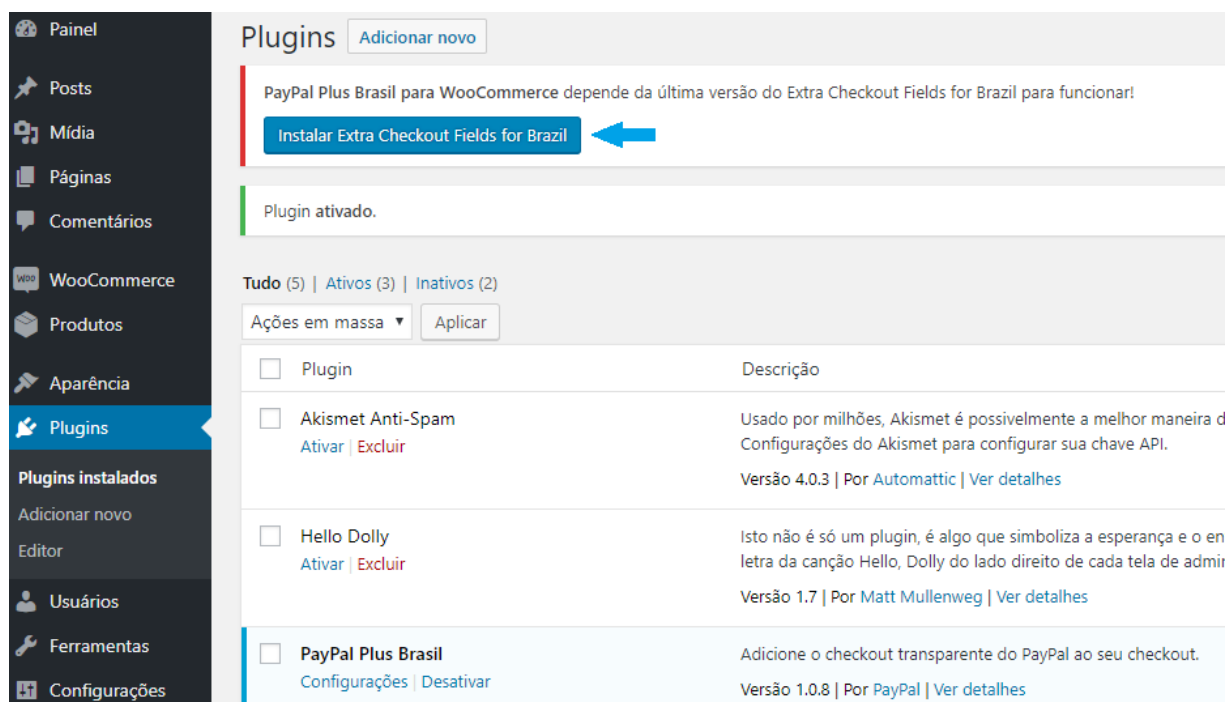 Painel
Posts
Mídia
Páginas
Comentários
WOO WooCommerce
Produtos
Aparência
Plugins
Plugins instalados
Adicionar novo
Editor
Usuários
Ferramentas
Configurações
Plugins Adicionar novo
PayPal Plus Brasil para WooCommerce depende da última versão do Extra Checkout Fields for Brazil para funcionar!
Instalar Extra Checkout Fields for Brazil
Plugin ativado.
Tudo (5) | Ativos (3) | Inativos (2)
Ações em massa Aplicar
Plugin Descrição
Akismet Anti-Spam
Ativar | Excluir
Usado por milhões, Akismet é possivelmente a melhor maneira d
Configurações do Akismet para configurar sua chave API.
Versão 4.0.3 | Por Automattic | Ver detalhes
Hello Dolly
Ativar | Excluir
Isto não é só um plugin, é algo que simboliza a esperança e o en
letra da canção Hello, Dolly do lado direito de cada tela de admi
Versão 1.7 | Por Matt Mullenweg | Ver detalhes
PayPal Plus Brasil
Configurações | Desativar
Adicione o checkout transparente do PayPal ao seu checkout.
Versão 1.0.8 | Por PayPal | Ver detalhes